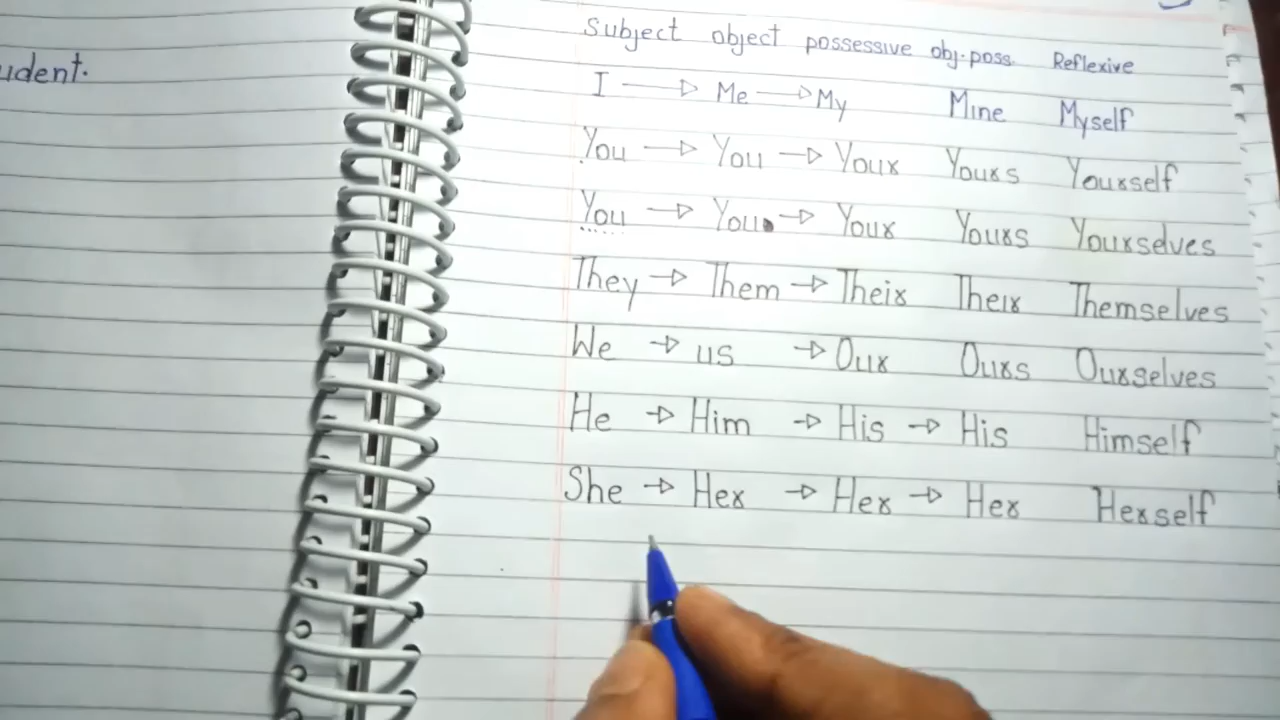 udent.
Subject object possessive obj.poss. Reflexive
I → Me → My Mine Myself
You → You → Your Yours Yourself
You → You → Your Yours Yourselves
They → Them → Their Their Themselves
We → us → Our Ours Ourselves
He → Him → His → His Himself
She → Her → Her → Her Herself